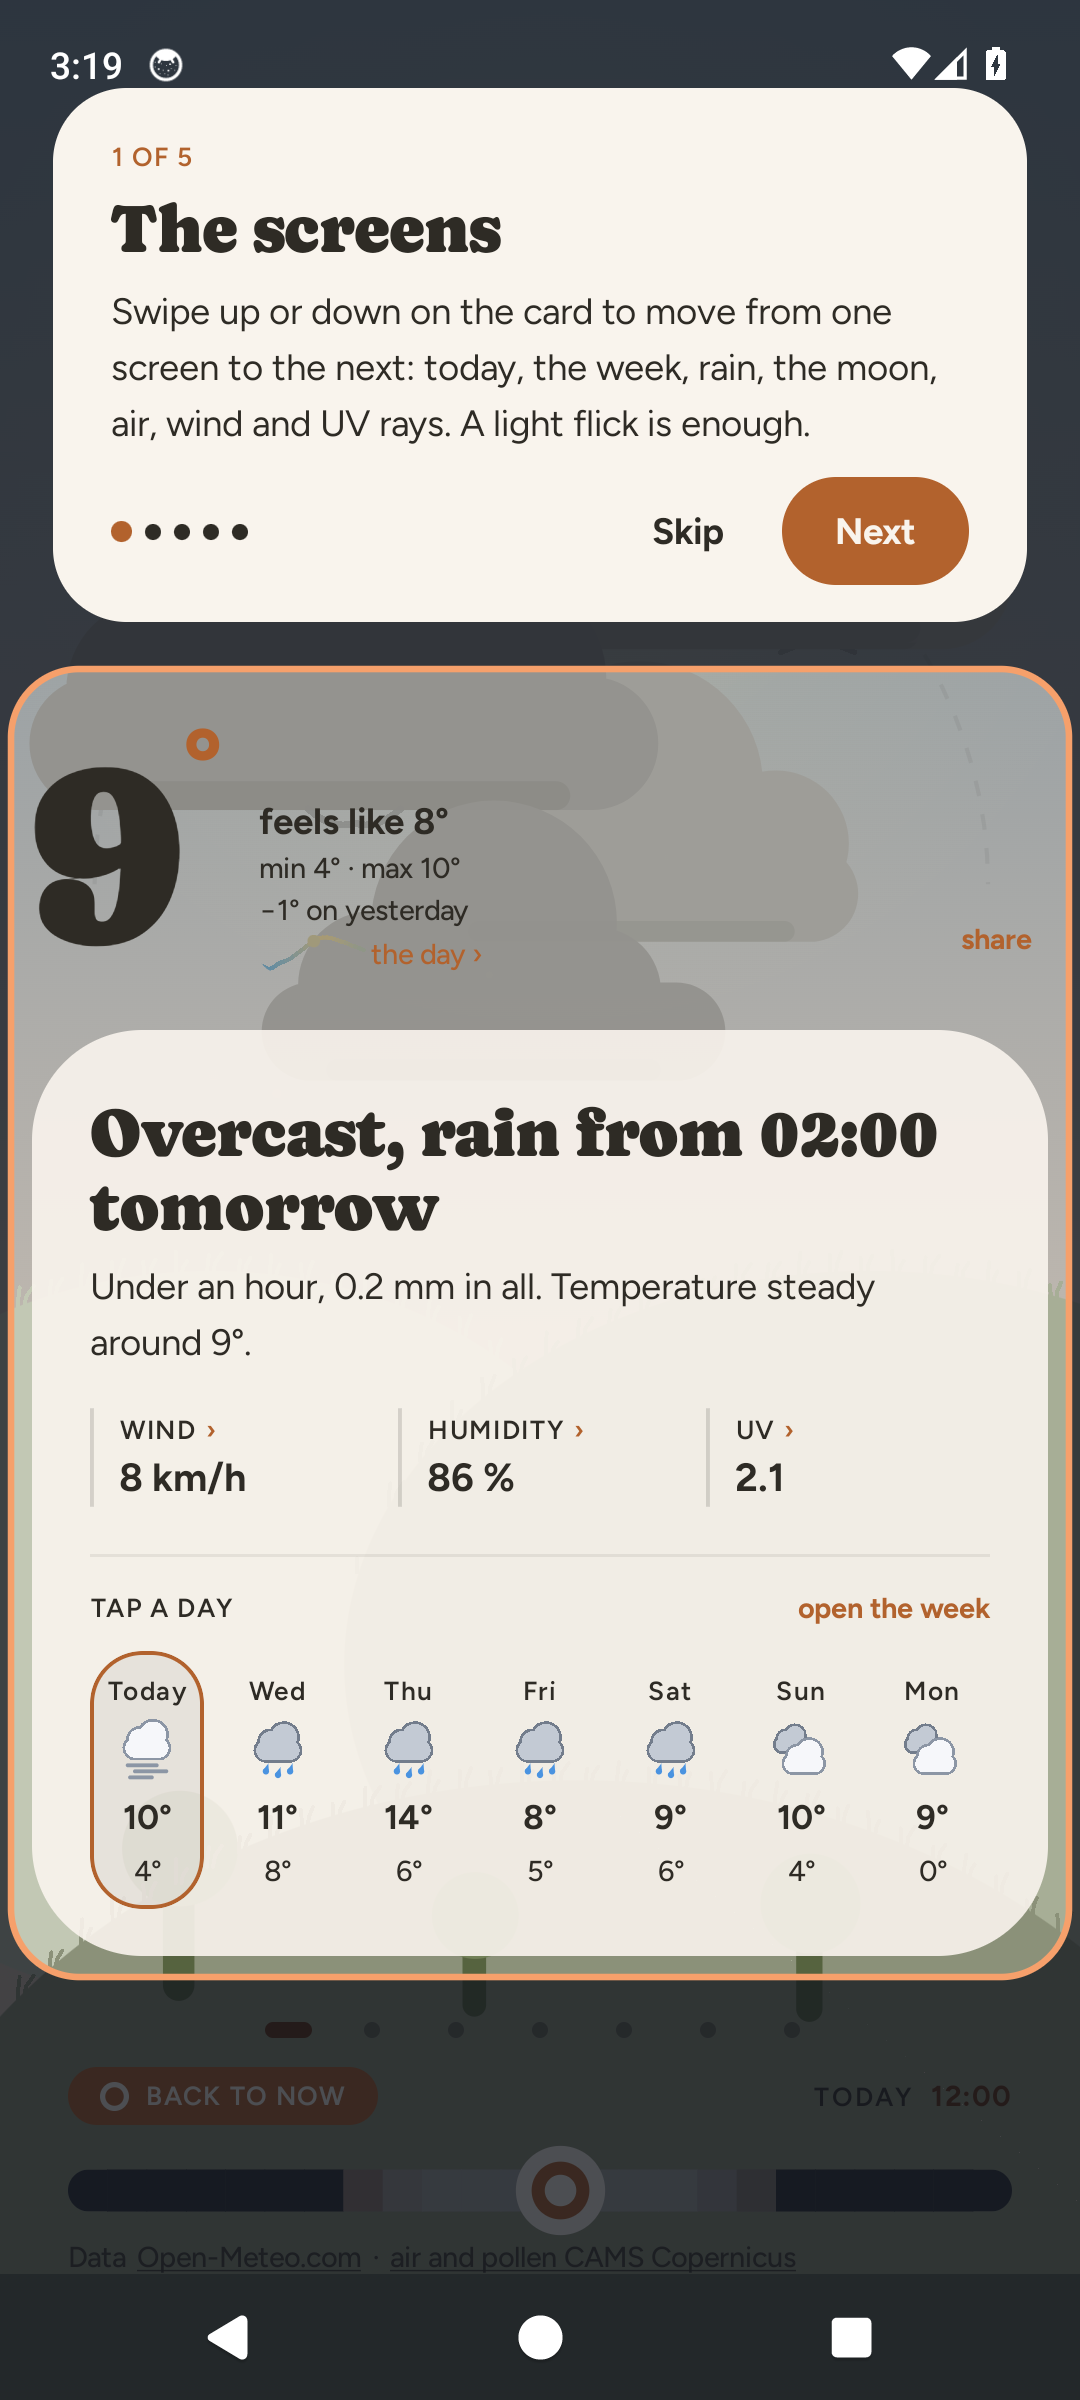 3:19
1 OF 5
The screens
Swipe up or down on the card to move from one
screen to the next: today, the week, rain, the moon,
air, wind and UV rays. A light flick is enough.
Skip
Next
9°
feels like 8°
min 4° · max 10°
−1° on yesterday
the day ›
share
Overcast, rain from 02:00
tomorrow
Under an hour, 0.2 mm in all. Temperature steady
around 9°.
WIND › HUMIDITY › UV ›
8 km/h 86 % 2.1
TAP A DAY open the week
Today Wed Thu Fri Sat Sun Mon
10° 11° 14° 8° 9° 10° 9°
4° 8° 6° 5° 6° 4° 0°
BACK TO NOW TODAY 12:00
Data Open-Meteo.com · air and pollen CAMS Copernicus